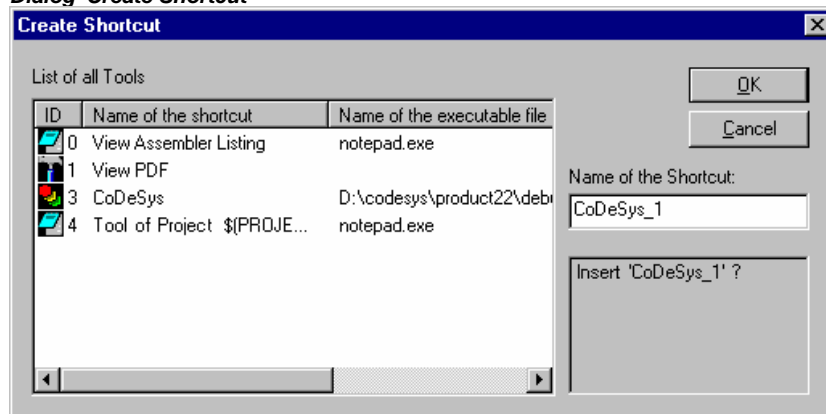 Dialog 'Create Shortcut'
Create Shortcut
List of all Tools
OK
Cancel
ID Name of the shortcut Name of the executable file
0 View Assembler Listing notepad.exe
1 View PDF
3 CoDeSys D:\codesys\product22\debu
4 Tool of Project $(PROJE... notepad.exe
Name of the Shortcut:
CoDeSys_1
Insert 'CoDeSys_1' ?